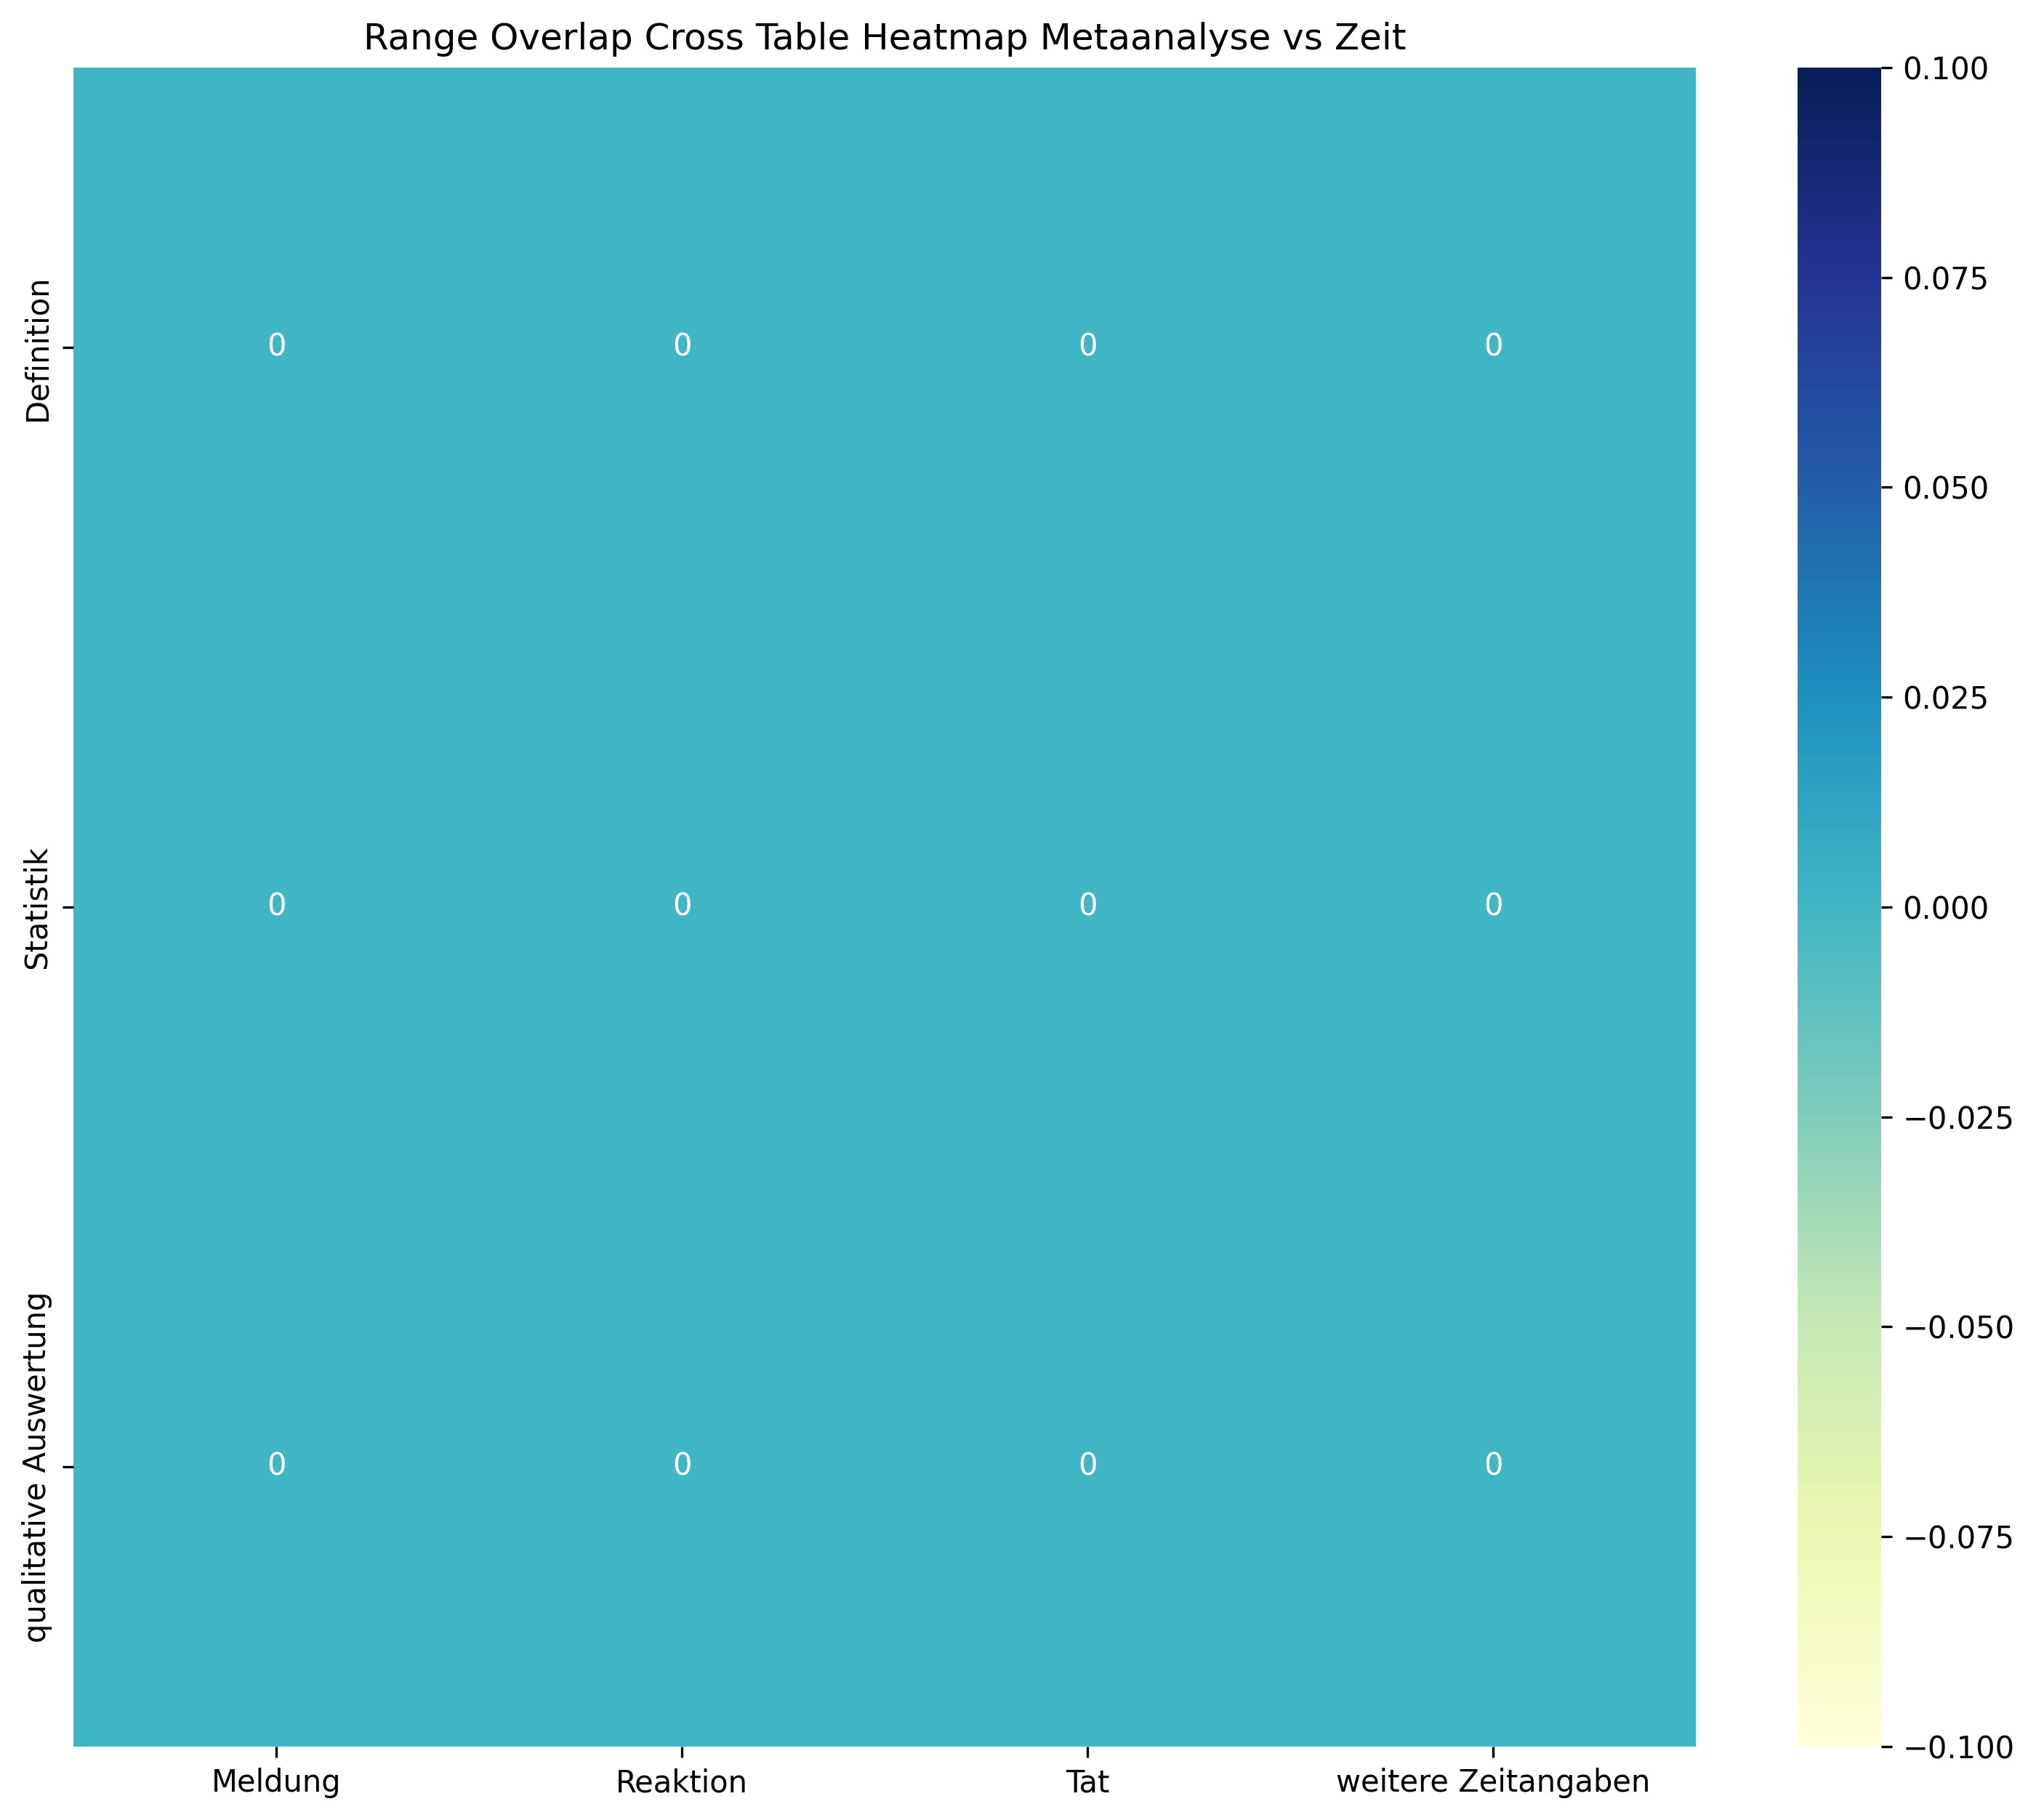 Range Overlap Cross Table Heatmap Metaanalyse vs Zeit
Definition
0 0 0 0
Statistik
0 0 0 0
qualitative Auswertung
0 0 0 0
Meldung Reaktion Tat weitere Zeitangaben
0.100
0.075
0.050
0.025
0.000
−0.025
−0.050
−0.075
−0.100